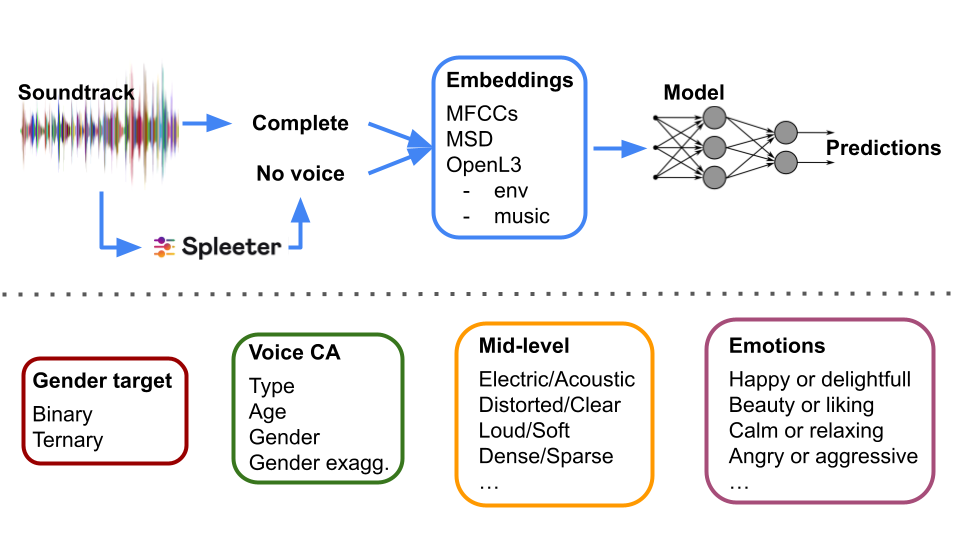 Soundtrack
Complete
No voice
Spleeter
Embeddings
MFCCs
MSD
OpenL3
- env
- music
Model
Predictions
Gender target
Binary
Ternary
Voice CA
Type
Age
Gender
Gender exagg.
Mid-level
Electric/Acoustic
Distorted/Clear
Loud/Soft
Dense/Sparse
…
Emotions
Happy or delightfull
Beauty or liking
Calm or relaxing
Angry or aggressive
…